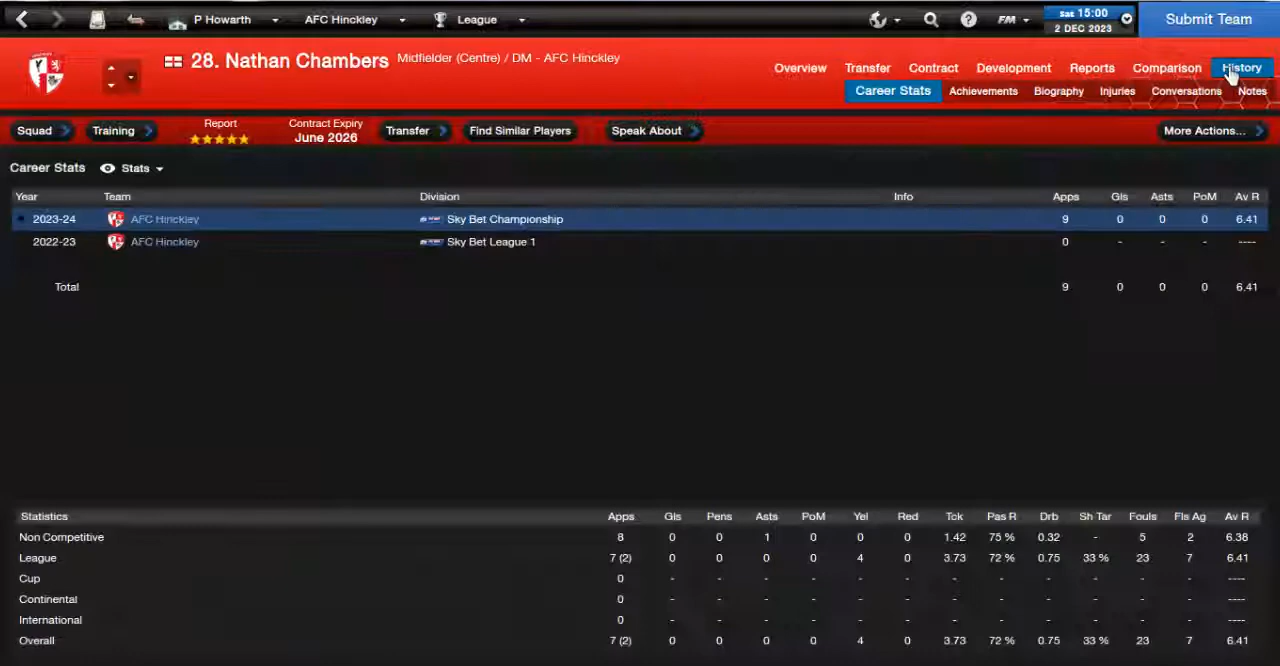 P Howarth AFC Hinckley League FM Sat 15:00 2 DEC 2023 Submit Team
28. Nathan Chambers Midfielder (Centre) / DM - AFC Hinckley
Overview Transfer Contract Development Reports Comparison History
Career Stats Achievements Biography Injuries Conversations Notes
Squad Training Report Contract Expiry June 2026 Transfer Find Similar Players Speak About More Actions...
Career Stats Stats
Year Team Division Info Apps Gls Asts PoM Av R
2023-24 AFC Hinckley Sky Bet Championship 9 0 0 0 6.41
2022-23 AFC Hinckley Sky Bet League 1 0 - - - ----
Total 9 0 0 0 6.41
Statistics Apps Gls Pens Asts PoM Yel Red Tck Pas R Drb Sh Tar Fouls Fls Ag Av R
Non Competitive 8 0 0 1 0 0 0 1.42 75 % 0.32 - 5 2 6.38
League 7 (2) 0 0 0 0 4 0 3.73 72 % 0.75 33 % 23 7 6.41
Cup 0 - - - - - - - - - - - - ----
Continental 0 - - - - - - - - - - - - ----
International 0 - - - - - - - - - - - - ----
Overall 7 (2) 0 0 0 0 4 0 3.73 72 % 0.75 33 % 23 7 6.41